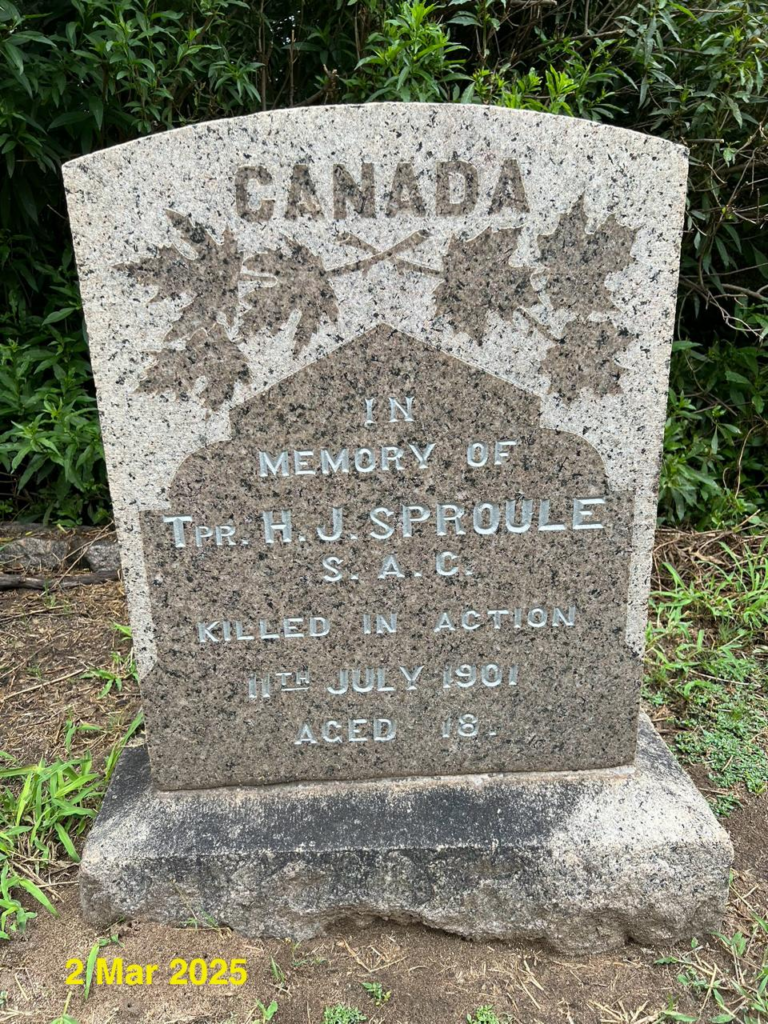 CANADA
IN
MEMORY OF
TPR. H. J. SPROULE
S. A. C.
KILLED IN ACTION
11TH JULY 1901
AGED 18.
2 Mar 2025